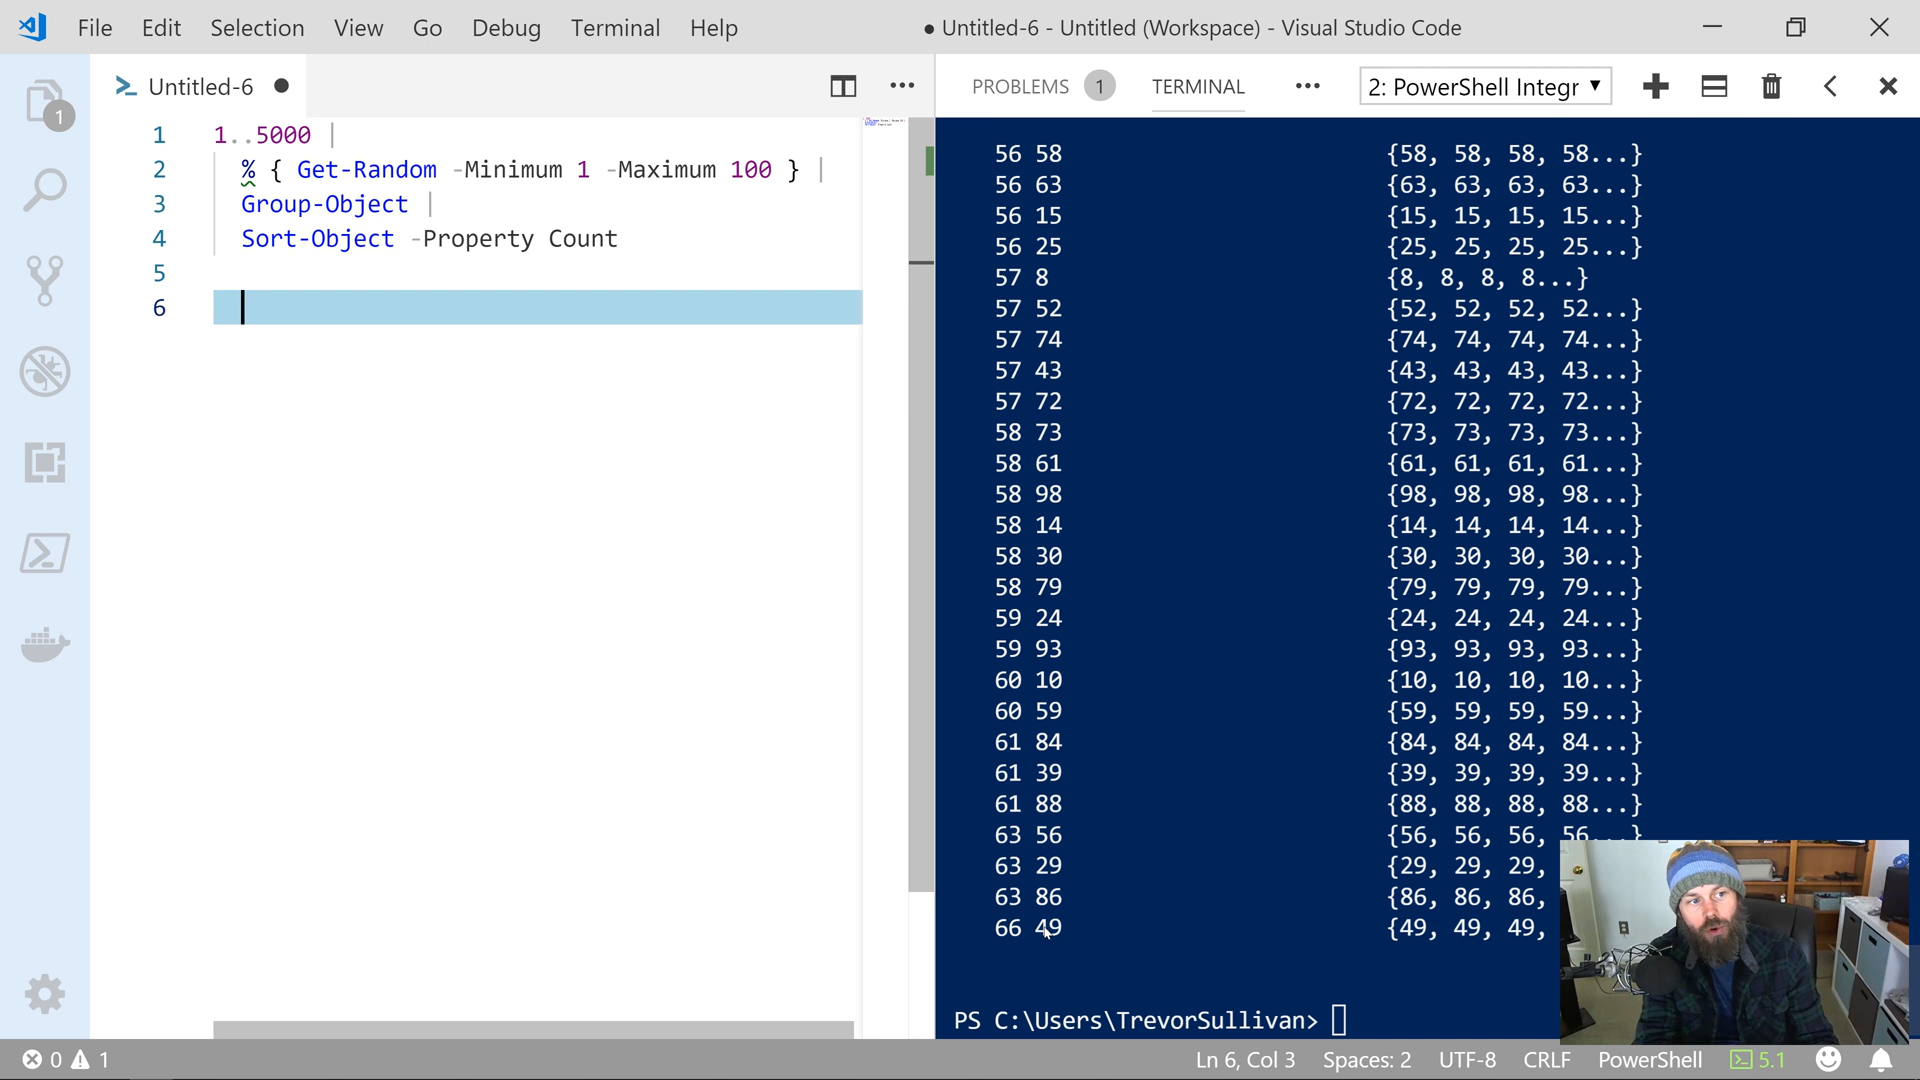 File Edit Selection View Go Debug Terminal Help
● Untitled-6 - Untitled (Workspace) - Visual Studio Code
1
Untitled-6 ●
PROBLEMS 1 TERMINAL ••• 2: PowerShell Integr
1 1..5000 |
2 % { Get-Random -Minimum 1 -Maximum 100 } |
3 Group-Object |
4 Sort-Object -Property Count
5
6
56 58 {58, 58, 58, 58...}
56 63 {63, 63, 63, 63...}
56 15 {15, 15, 15, 15...}
56 25 {25, 25, 25, 25...}
57 8 {8, 8, 8, 8...}
57 52 {52, 52, 52, 52...}
57 74 {74, 74, 74, 74...}
57 43 {43, 43, 43, 43...}
57 72 {72, 72, 72, 72...}
58 73 {73, 73, 73, 73...}
58 61 {61, 61, 61, 61...}
58 98 {98, 98, 98, 98...}
58 14 {14, 14, 14, 14...}
58 30 {30, 30, 30, 30...}
58 79 {79, 79, 79, 79...}
59 24 {24, 24, 24, 24...}
59 93 {93, 93, 93, 93...}
60 10 {10, 10, 10, 10...}
60 59 {59, 59, 59, 59...}
61 84 {84, 84, 84, 84...}
61 39 {39, 39, 39, 39...}
61 88 {88, 88, 88, 88...}
63 56 {56, 56, 56, 56...}
63 29 {29, 29, 29,
63 86 {86, 86, 86,
66 49 {49, 49, 49,
PS C:\Users\TrevorSullivan>
0 1
Ln 6, Col 3 Spaces: 2 UTF-8 CRLF PowerShell 5.1